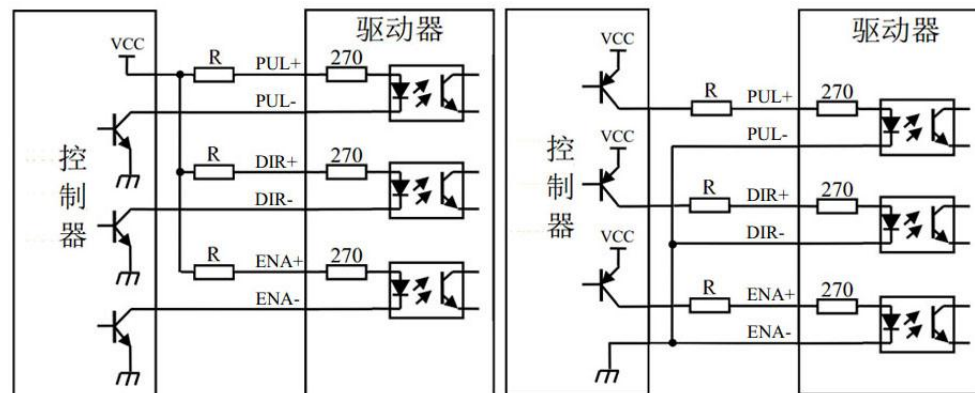 驱动器
VCC
R
PUL+
270
PUL-
控制器
R
DIR+
270
DIR-
R
ENA+
270
ENA-
驱动器
VCC
R
PUL+
270
PUL-
VCC
控制器
R
DIR+
270
DIR-
VCC
R
ENA+
270
ENA-